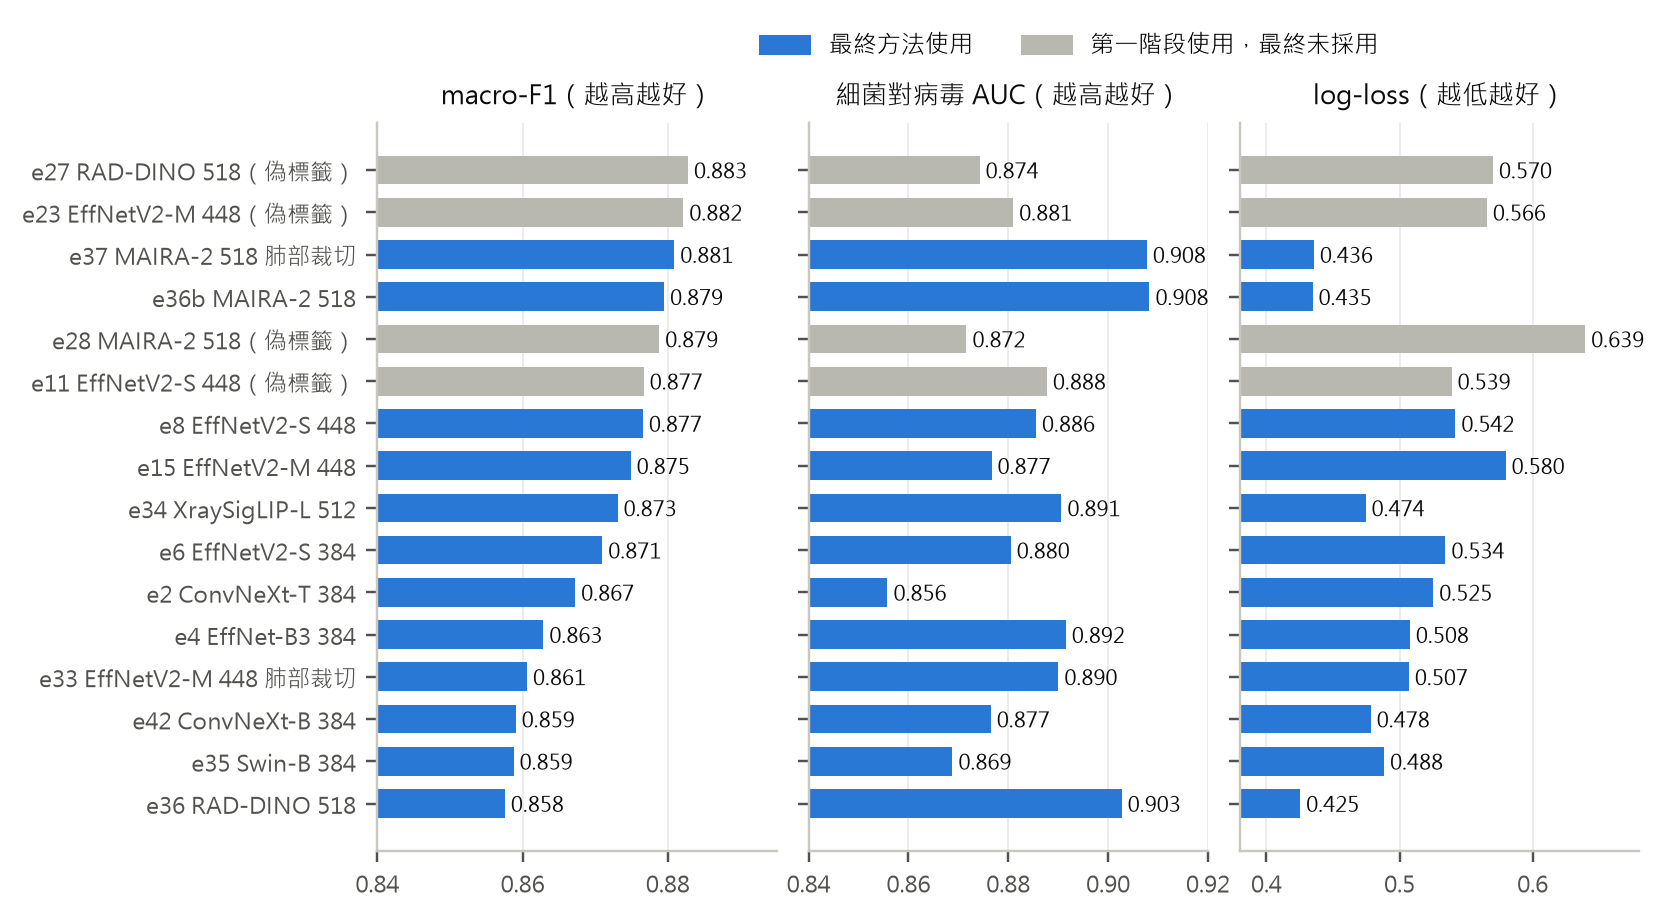 最終方法使用
第一階段使用，最終未採用
macro-F1（越高越好）
細菌對病毒 AUC（越高越好）
log-loss（越低越好）
e27 RAD-DINO 518（偽標籤） 0.883 0.874 0.570
e23 EffNetV2-M 448（偽標籤） 0.882 0.881 0.566
e37 MAIRA-2 518 肺部裁切 0.881 0.908 0.436
e36b MAIRA-2 518 0.879 0.908 0.435
e28 MAIRA-2 518（偽標籤） 0.879 0.872 0.639
e11 EffNetV2-S 448（偽標籤） 0.877 0.888 0.539
e8 EffNetV2-S 448 0.877 0.886 0.542
e15 EffNetV2-M 448 0.875 0.877 0.580
e34 XraySigLIP-L 512 0.873 0.891 0.474
e6 EffNetV2-S 384 0.871 0.880 0.534
e2 ConvNeXt-T 384 0.867 0.856 0.525
e4 EffNet-B3 384 0.863 0.892 0.508
e33 EffNetV2-M 448 肺部裁切 0.861 0.890 0.507
e42 ConvNeXt-B 384 0.859 0.877 0.478
e35 Swin-B 384 0.859 0.869 0.488
e36 RAD-DINO 518 0.858 0.903 0.425
0.84 0.86 0.88
0.84 0.86 0.88 0.90 0.92
0.4 0.5 0.6